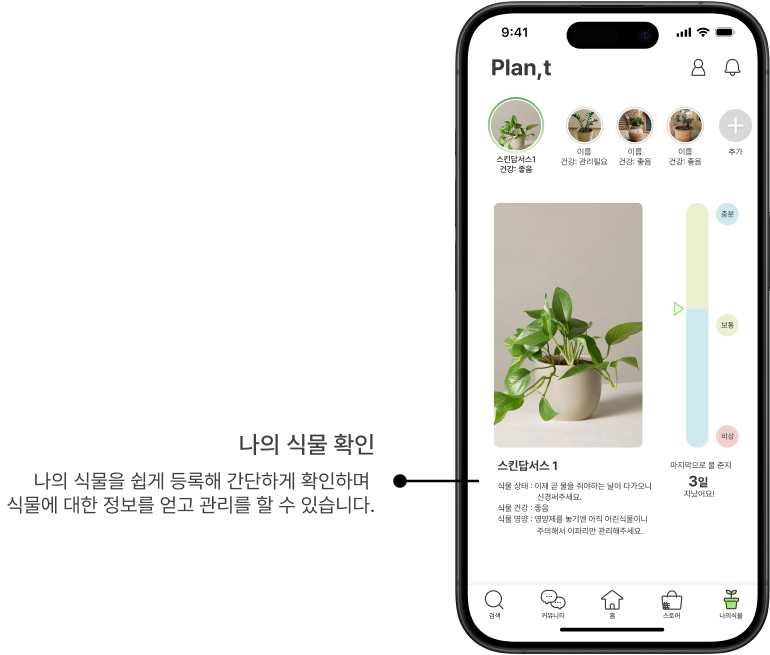 9:41
Plan,t
스킨답서스1
건강: 좋음
이름
건강: 관리필요
이름
건강: 좋음
이름
건강: 좋음
추가
충분
보통
비상
나의 식물 확인
나의 식물을 쉽게 등록해 간단하게 확인하며
식물에 대한 정보를 얻고 관리를 할 수 있습니다.
스킨답서스 1
식물 상태 : 이제 곧 물을 줘야하는 날이 다가오니
신경써주세요.
식물 건강 : 좋음
식물 영양 : 영양제를 놓기엔 아직 어린식물이니
주의해서 이파리만 관리해주세요.
마지막으로 물 준지
3일
지났어요!
검색
커뮤니티
홈
스토어
나의식물